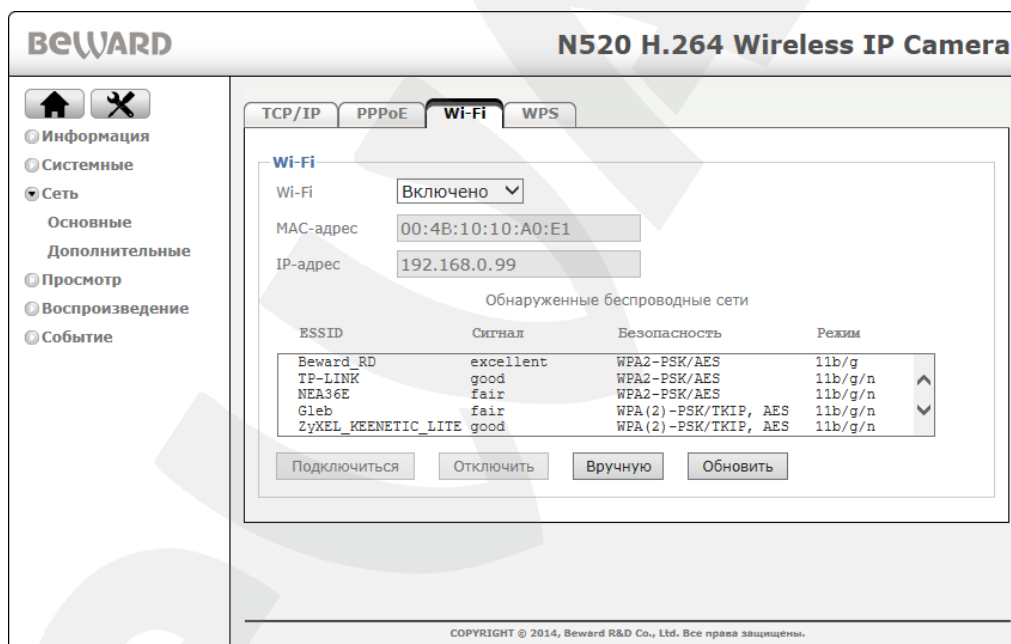 BEWARD
N520 H.264 Wireless IP Camera
Информация
Системные
Сеть
Основные
Дополнительные
Просмотр
Воспроизведение
Событие
TCP/IP PPPoE Wi-Fi WPS
Wi-Fi
Wi-Fi Включено
MAC-адрес 00:4B:10:10:A0:E1
IP-адрес 192.168.0.99
Обнаруженные беспроводные сети
ESSID Сигнал Безопасность Режим
Beward_RD excellent WPA2-PSK/AES 11b/g
TP-LINK good WPA2-PSK/AES 11b/g/n
NEA36E fair WPA2-PSK/AES 11b/g/n
Gleb fair WPA(2)-PSK/TKIP, AES 11b/g/n
ZyXEL_KEENETIC_LITE good WPA(2)-PSK/TKIP, AES 11b/g/n
Подключиться Отключить Вручную Обновить
COPYRIGHT © 2014, Beward R&D Co., Ltd. Все права защищены.